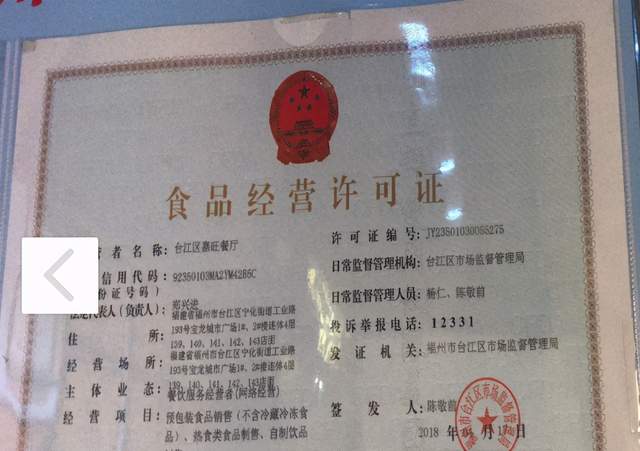 食品经营许可证
营者名称: 台江区嘉旺餐厅
信用代码: 92350103MA2YM42B5C
份证号码)
法定代表人(负责人): 郑兴
住所: 福建省福州市台江区宁化街道工业路
193号宝龙城市广场1#、2#楼连体4层
139、140、141、142、143店面
经营场所: 福建省福州市台江区宁化街道工业路
193号宝龙城市广场1#、2#楼连体4层
139、140、141、142、143店面
主体业态: 餐饮服务经营者(网络经营)
经营项目: 预包装食品销售(不含冷藏冷冻食
品)、热食类食品制售、自制饮品
许可证编号: JY23501030055275
日常监督管理机构: 台江区市场监督管理局
日常监督管理人员: 杨仁、陈敬前
投诉举报电话: 12331
发证机关: 福州市台江区市场监督管理局
签发人: 陈敬前
2018年 月17日